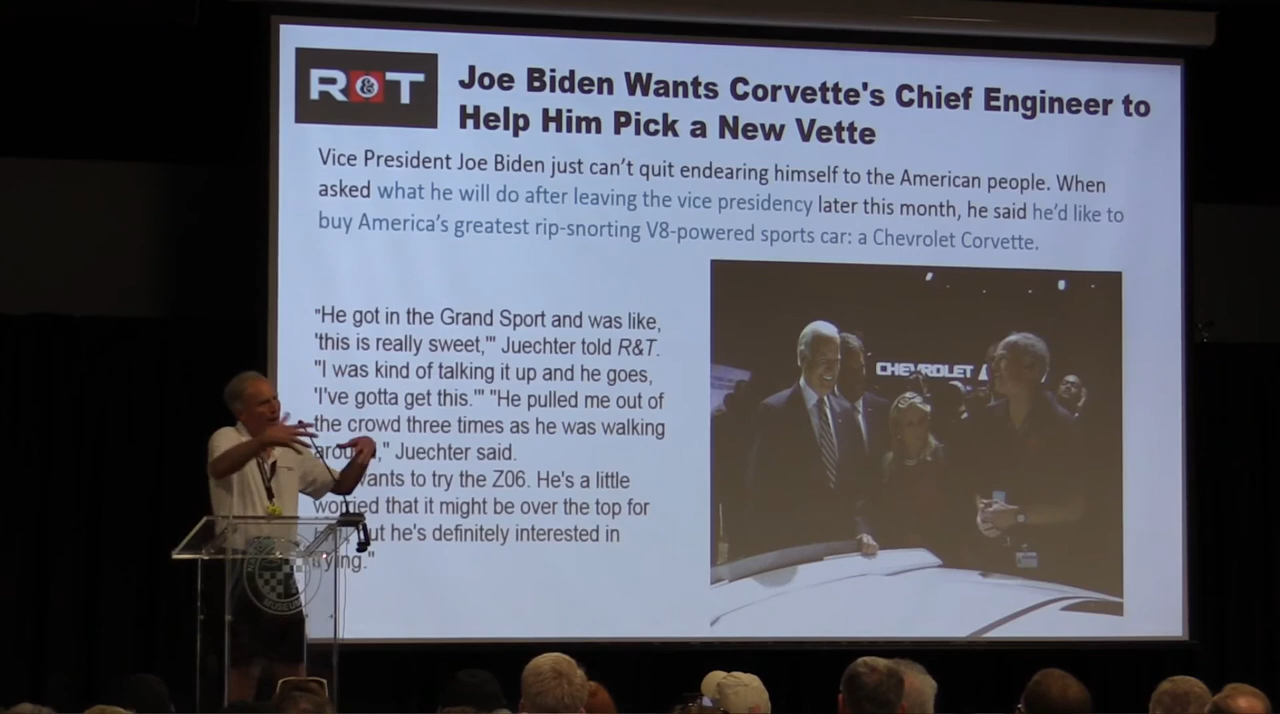 R&T
Joe Biden Wants Corvette's Chief Engineer to
Help Him Pick a New Vette
Vice President Joe Biden just can't quit endearing himself to the American people. When
asked what he will do after leaving the vice presidency later this month, he said he'd like to
buy America's greatest rip-snorting V8-powered sports car: a Chevrolet Corvette.
"He got in the Grand Sport and was like,
'this is really sweet,'" Juechter told R&T.
"I was kind of talking it up and he goes,
'I've gotta get this.'" "He pulled me out of
the crowd three times as he was walking
," Juechter said.
wants to try the Z06. He's a little
worried that it might be over the top for
but he's definitely interested in
trying."
CHEVROLET
MUSEUM